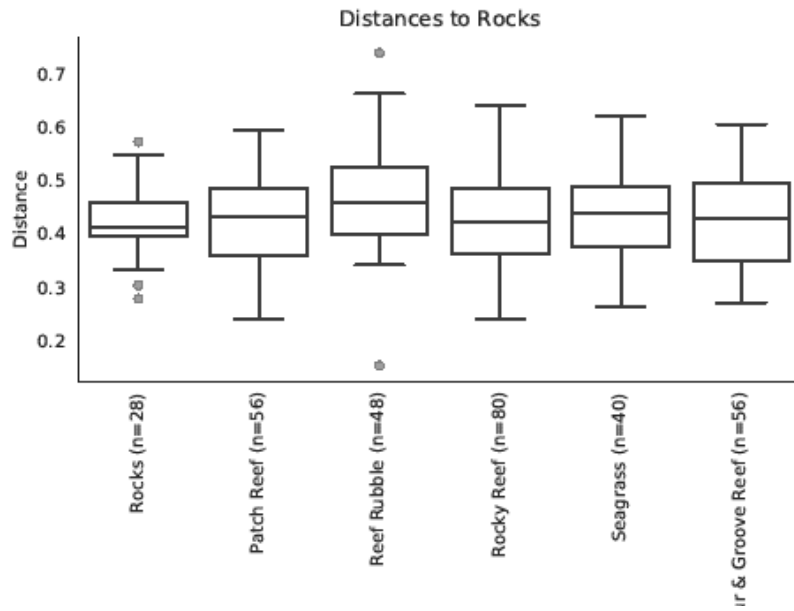 Distances to Rocks
Distance
0.7
0.6
0.5
0.4
0.3
0.2
Rocks (n=28)
Patch Reef (n=56)
Reef Rubble (n=48)
Rocky Reef (n=80)
Seagrass (n=40)
& Groove Reef (n=56)